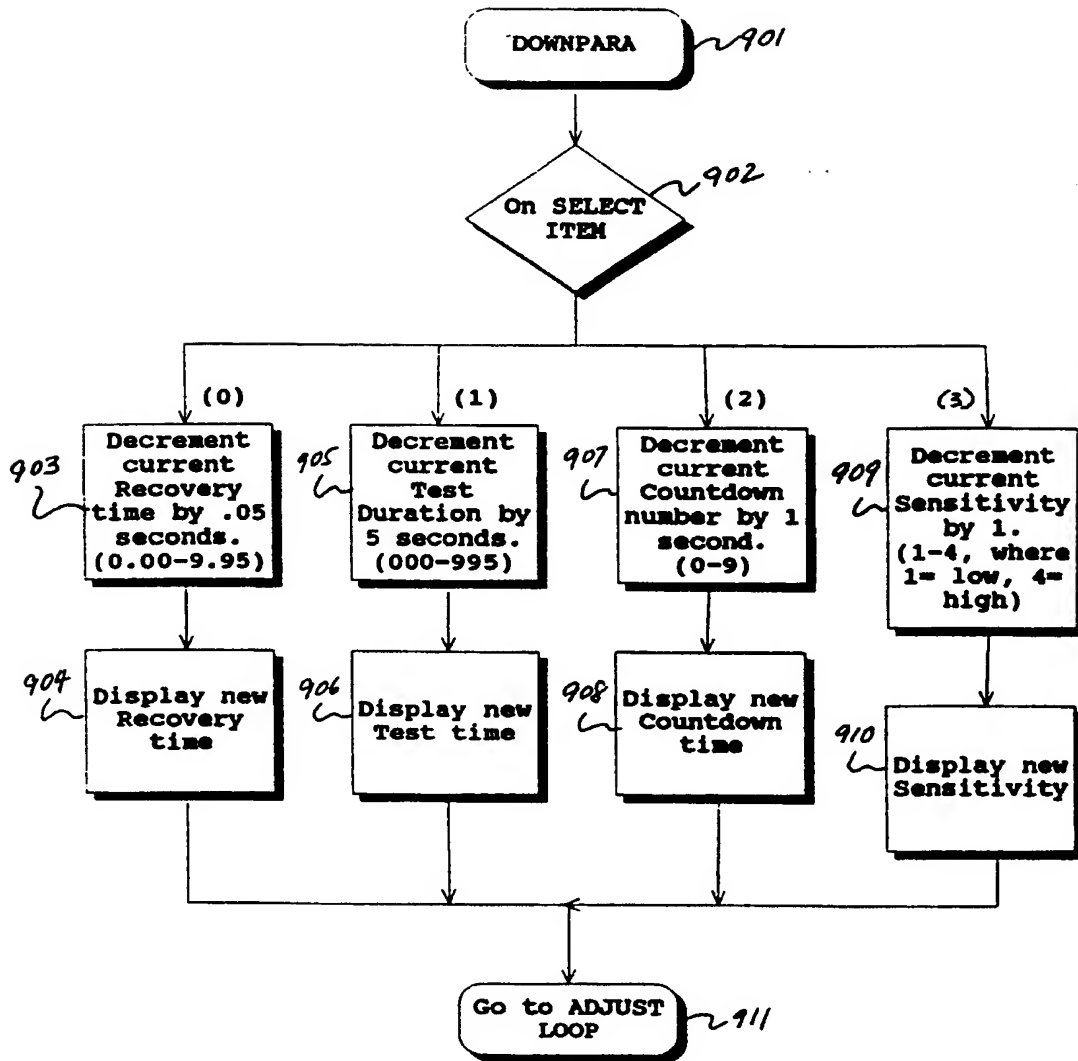 DOWNPARA
901
On SELECT
ITEM
902
(0)
(1)
(2)
(3)
903
Decrement
current
Recovery
time by .05
seconds.
(0.00-9.95)
905
Decrement
current
Test
Duration by
5 seconds.
(000-995)
907
Decrement
current
Countdown
number by 1
second.
(0-9)
909
Decrement
current
Sensitivity
by 1.
(1-4, where
1= low, 4=
high)
904
Display new
Recovery
time
906
Display new
Test time
908
Display new
Countdown
time
910
Display new
Sensitivity
Go to ADJUST
LOOP
911